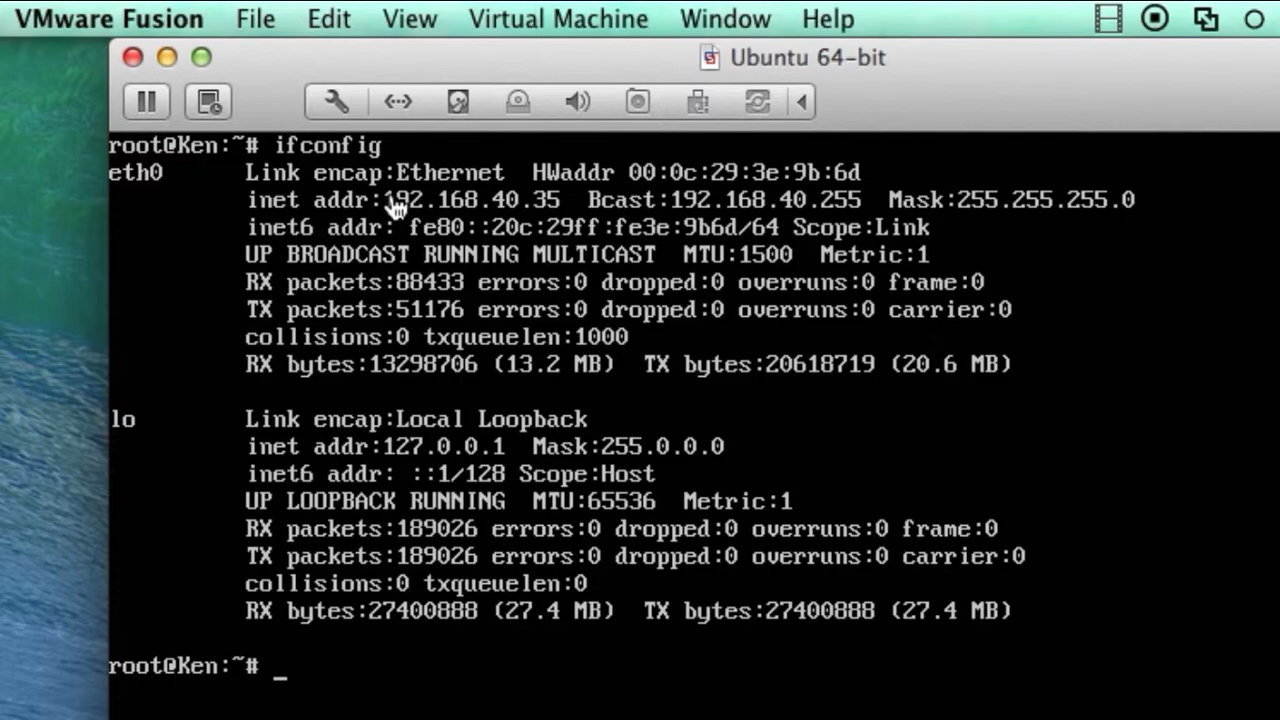 VMware Fusion File Edit View Virtual Machine Window Help
Ubuntu 64-bit
root@Ken:~# ifconfig
eth0 Link encap:Ethernet HWaddr 00:0c:29:3e:9b:6d
inet addr:192.168.40.35 Bcast:192.168.40.255 Mask:255.255.255.0
inet6 addr: fe80::20c:29ff:fe3e:9b6d/64 Scope:Link
UP BROADCAST RUNNING MULTICAST MTU:1500 Metric:1
RX packets:88433 errors:0 dropped:0 overruns:0 frame:0
TX packets:51176 errors:0 dropped:0 overruns:0 carrier:0
collisions:0 txqueuelen:1000
RX bytes:13298706 (13.2 MB) TX bytes:20618719 (20.6 MB)
lo Link encap:Local Loopback
inet addr:127.0.0.1 Mask:255.0.0.0
inet6 addr: ::1/128 Scope:Host
UP LOOPBACK RUNNING MTU:65536 Metric:1
RX packets:189026 errors:0 dropped:0 overruns:0 frame:0
TX packets:189026 errors:0 dropped:0 overruns:0 carrier:0
collisions:0 txqueuelen:0
RX bytes:27400888 (27.4 MB) TX bytes:27400888 (27.4 MB)
root@Ken:~# _